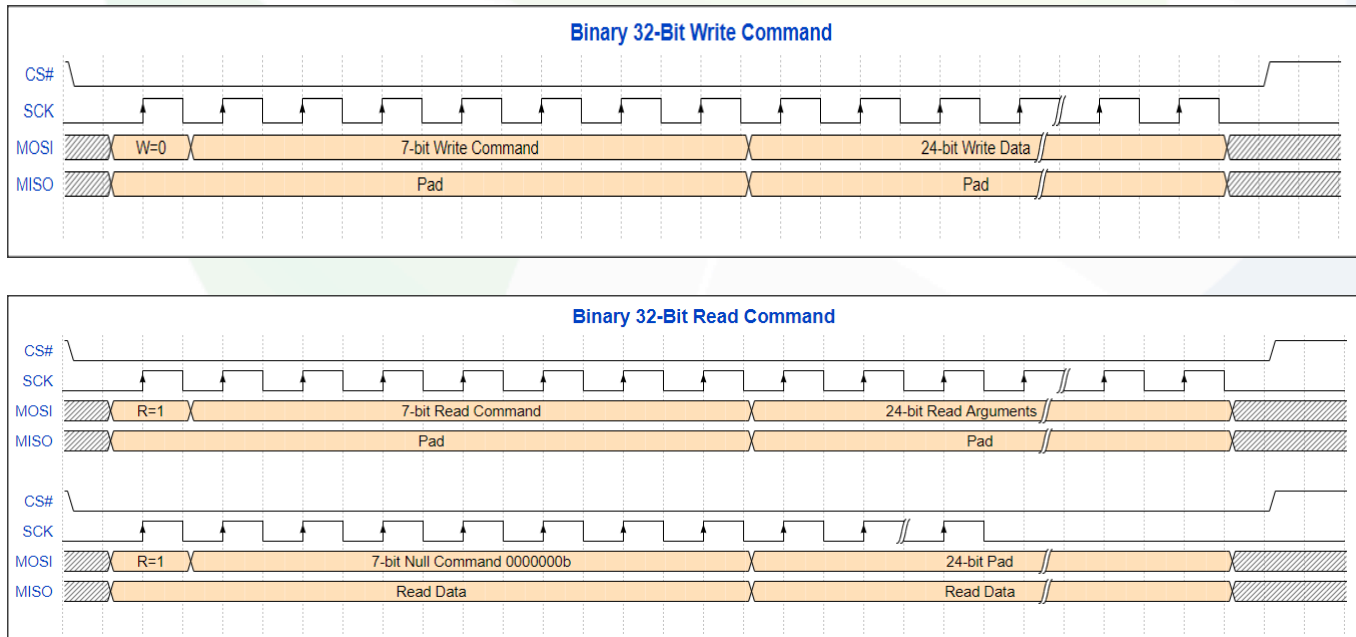 Binary 32-Bit Write Command
CS#
SCK
MOSI W=0 7-bit Write Command 24-bit Write Data
MISO Pad Pad
Binary 32-Bit Read Command
CS#
SCK
MOSI R=1 7-bit Read Command 24-bit Read Arguments
MISO Pad Pad
CS#
SCK
MOSI R=1 7-bit Null Command 0000000b 24-bit Pad
MISO Read Data Read Data